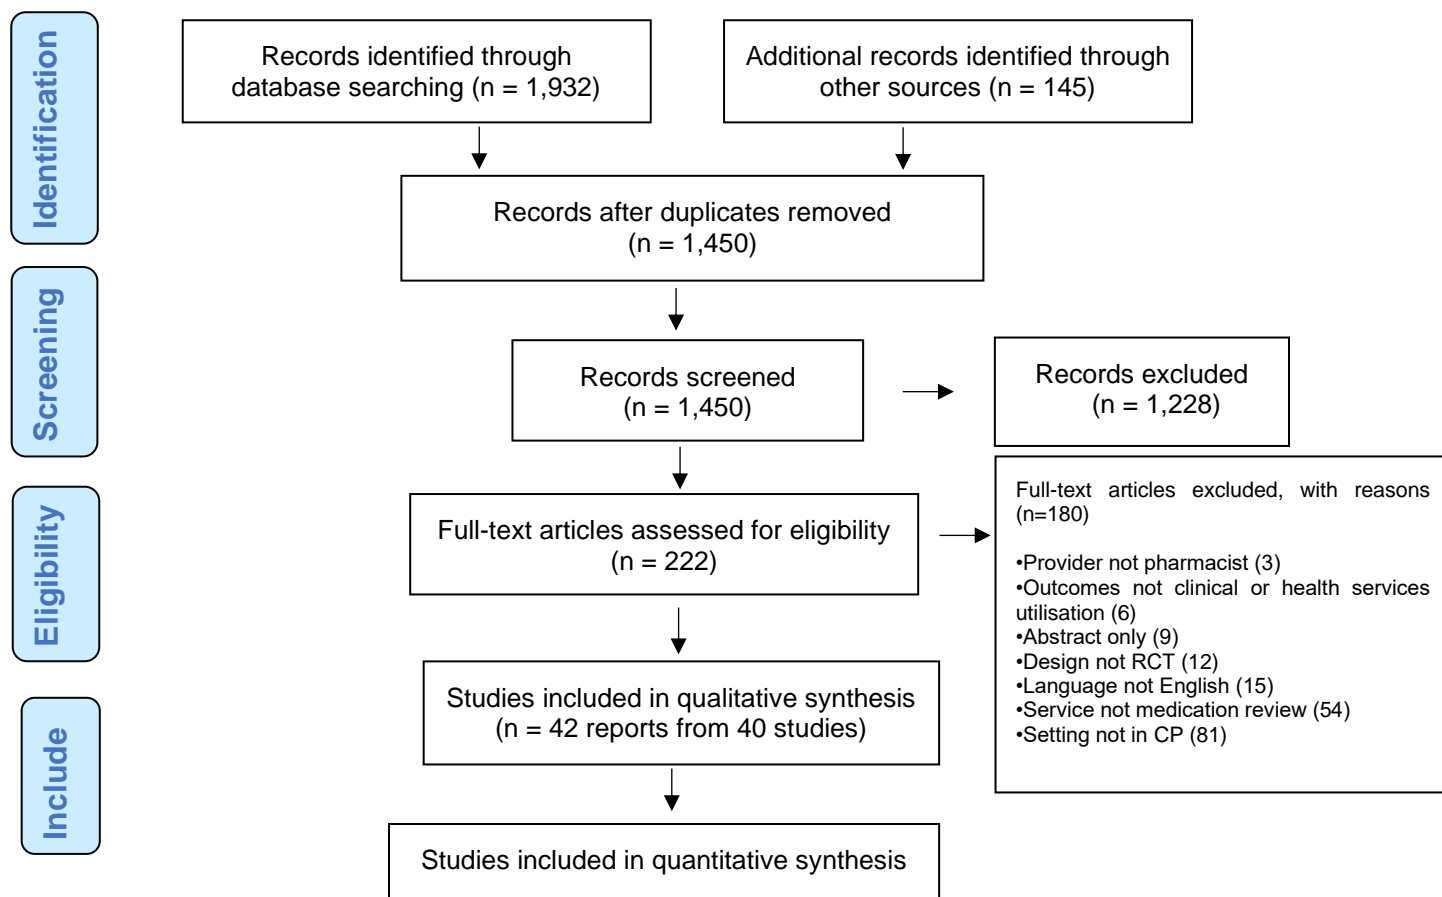 Identification
Records identified through
database searching (n = 1,932)
Additional records identified through
other sources (n = 145)
Records after duplicates removed
(n = 1,450)
Screening
Records screened
(n = 1,450)
Records excluded
(n = 1,228)
Eligibility
Full-text articles assessed for eligibility
(n = 222)
Full-text articles excluded, with reasons
(n=180)
•Provider not pharmacist (3)
•Outcomes not clinical or health services
utilisation (6)
•Abstract only (9)
•Design not RCT (12)
•Language not English (15)
•Service not medication review (54)
•Setting not in CP (81)
Include
Studies included in qualitative synthesis
(n = 42 reports from 40 studies)
Studies included in quantitative synthesis